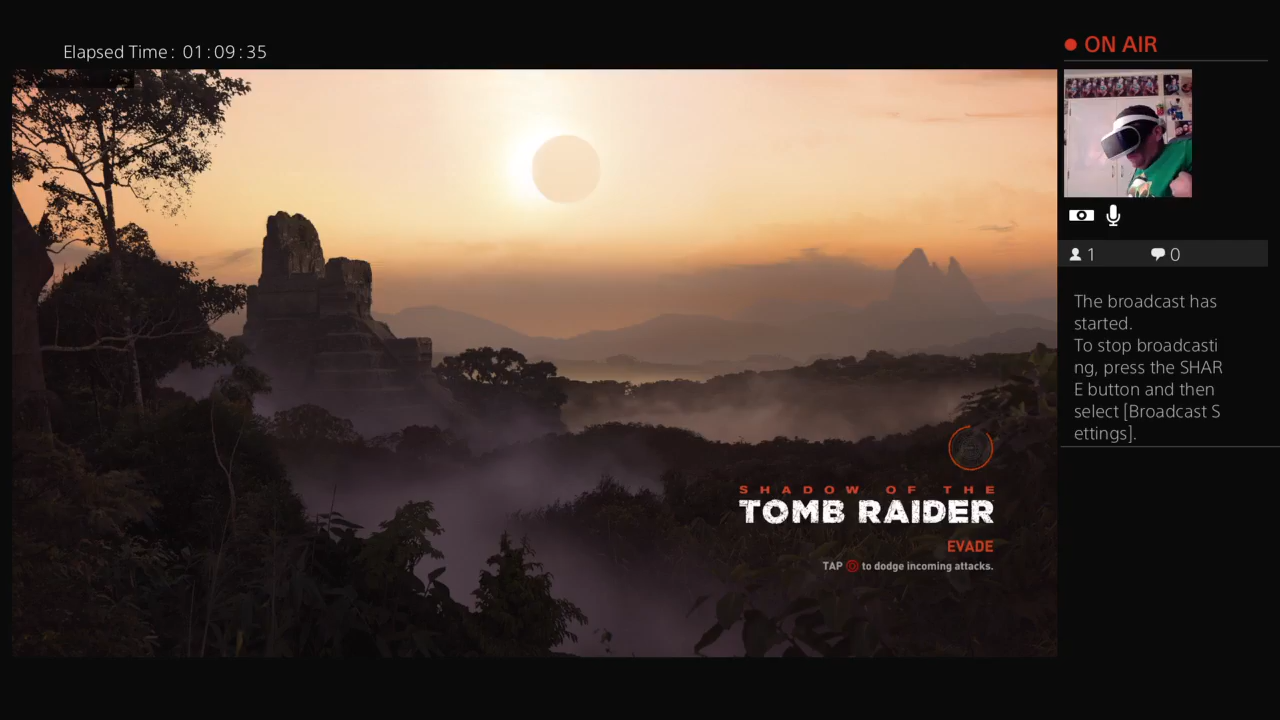 Elapsed Time: 01:09:35
ON AIR
1
0
The broadcast has
started.
To stop broadcasti
ng, press the SHAR
E button and then
select [Broadcast S
ettings].
SHADOW OF THE
TOMB RAIDER
EVADE
TAP O to dodge incoming attacks.